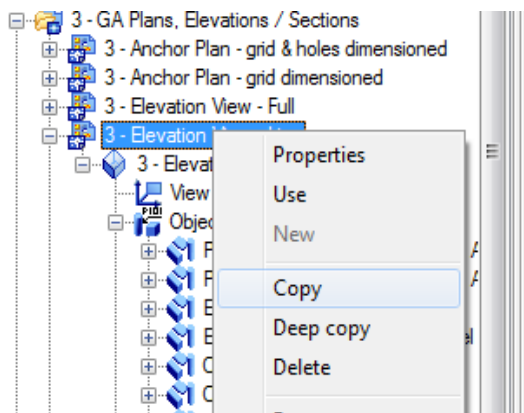 3 - GA Plans, Elevations / Sections
3 - Anchor Plan - grid & holes dimensioned
3 - Anchor Plan - grid dimensioned
3 - Elevation View - Full
3 - Elevation
3 - Elevat
View
Objec
Properties
Use
New
Copy
Deep copy
Delete